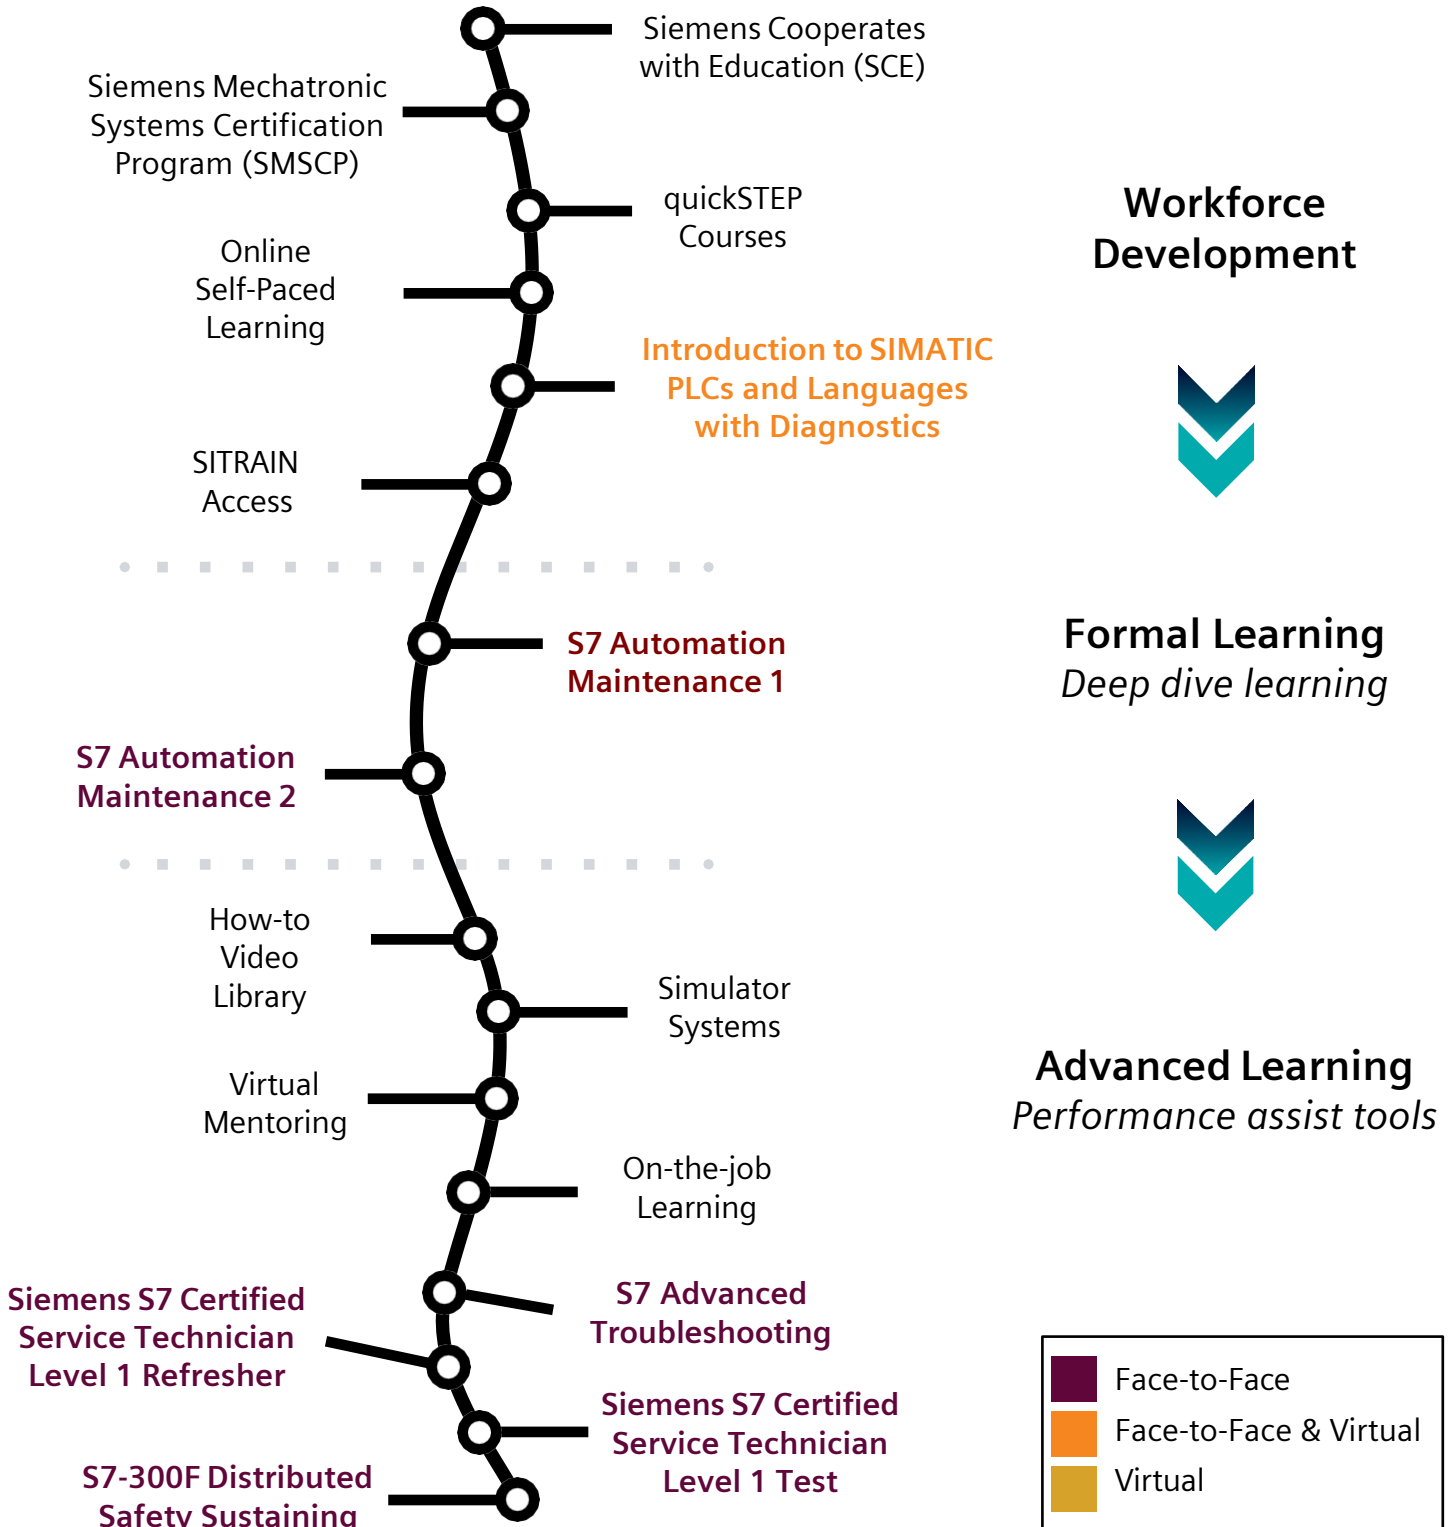 Siemens Cooperates
with Education (SCE)
Siemens Mechatronic
Systems Certification
Program (SMSCP)
quickSTEP
Courses
Online
Self-Paced
Learning
Introduction to SIMATIC
PLCs and Languages
with Diagnostics
SITRAIN
Access
Workforce
Development
S7 Automation
Maintenance 1
S7 Automation
Maintenance 2
Formal Learning
Deep dive learning
How-to
Video
Library
Simulator
Systems
Virtual
Mentoring
On-the-job
Learning
Advanced Learning
Performance assist tools
S7 Advanced
Troubleshooting
Siemens S7 Certified
Service Technician
Level 1 Refresher
Siemens S7 Certified
Service Technician
Level 1 Test
S7-300F Distributed
Safety Sustaining
Face-to-Face
Face-to-Face & Virtual
Virtual